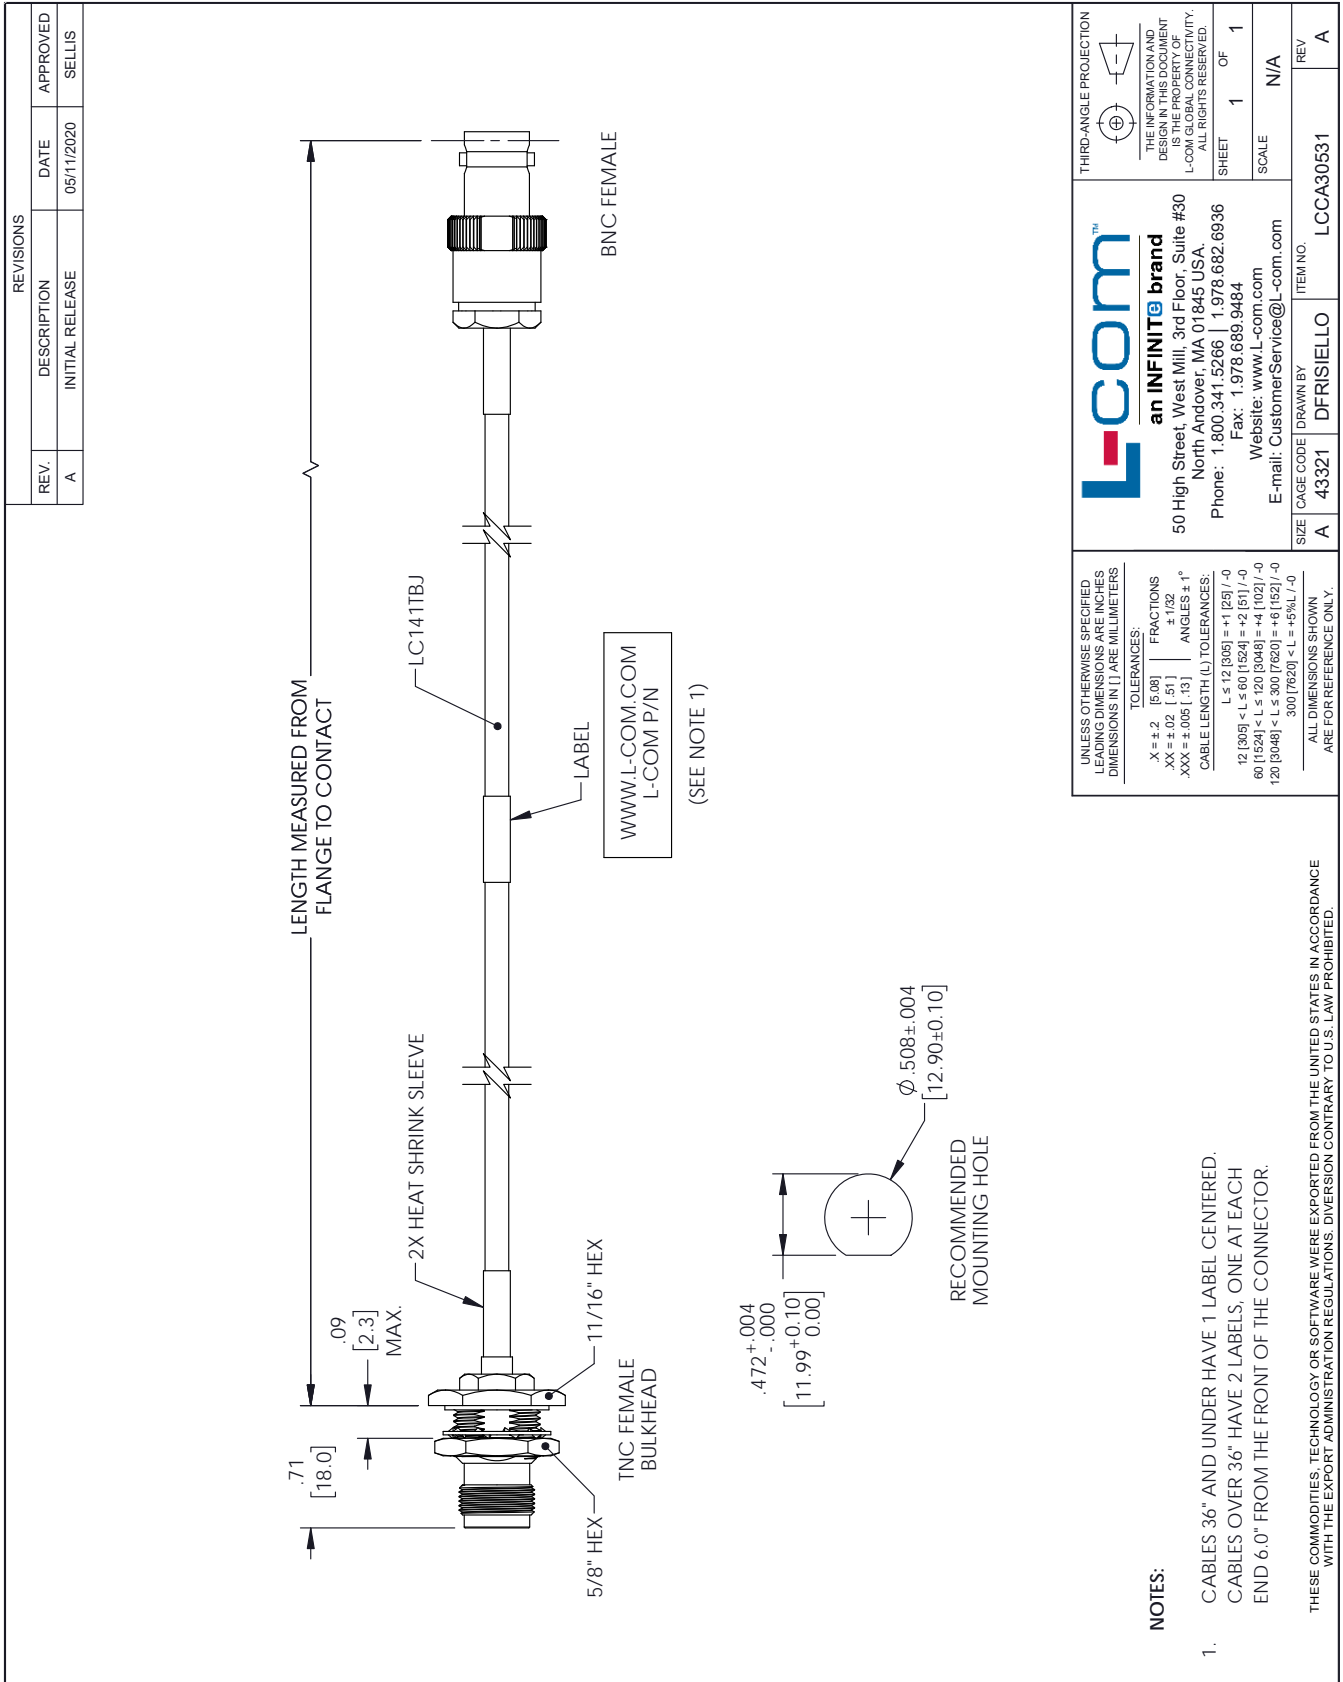 REVISIONS
REV. DESCRIPTION DATE APPROVED
A INITIAL RELEASE 05/11/2020 SELLIS
LENGTH MEASURED FROM
FLANGE TO CONTACT
.71
[18.0]
.09
[2.3]
MAX.
2X HEAT SHRINK SLEEVE
LC141TBJ
LABEL
WWW.L-COM.COM
L-COM P/N
(SEE NOTE 1)
BNC FEMALE
5/8" HEX
11/16" HEX
TNC FEMALE
BULKHEAD
.472+.004
-.000
[11.99+0.10]
0.00
Ø.508±.004
[12.90±0.10]
RECOMMENDED
MOUNTING HOLE
NOTES:
1. CABLES 36" AND UNDER HAVE 1 LABEL CENTERED.
CABLES OVER 36" HAVE 2 LABELS, ONE AT EACH
END 6.0" FROM THE FRONT OF THE CONNECTOR.
THESE COMMODITIES, TECHNOLOGY OR SOFTWARE WERE EXPORTED FROM THE UNITED STATES IN ACCORDANCE
WITH THE EXPORT ADMINISTRATION REGULATIONS. DIVERSION CONTRARY TO U.S. LAW PROHIBITED.
UNLESS OTHERWISE SPECIFIED
LEADING DIMENSIONS ARE INCHES
DIMENSIONS IN [ ] ARE MILLIMETERS
TOLERANCES:
.X = ±.2 [5.08] FRACTIONS
.XX = ±.02 [.51] ±1/32
.XXX = ±.005 [.13] ANGLES ± 1°
CABLE LENGTH (L) TOLERANCES:
L ≤ 12 [305] = +1 [25] / -0
12 [305] < L ≤ 60 [1524] = +2 [51] / -0
60 [1524] < L ≤ 120 [3048] = +4 [102] / -0
120 [3048] < L ≤ 300 [7620] = +6 [152] / -0
300 [7620] < L = +5%L / -0
ALL DIMENSIONS SHOWN
ARE FOR REFERENCE ONLY.
L-com™
an INFINITe brand
50 High Street, West Mill, 3rd Floor, Suite #30
North Andover, MA 01845 USA.
Phone: 1.800.341.5266 | 1.978.682.6936
Fax: 1.978.689.9484
Website: www.L-com.com
E-mail: CustomerService@L-com.com
THIRD-ANGLE PROJECTION
THE INFORMATION AND
DESIGN IN THIS DOCUMENT
IS THE PROPERTY OF
L-COM GLOBAL CONNECTIVITY.
ALL RIGHTS RESERVED.
SHEET 1 OF 1
SCALE N/A
SIZE A
CAGE CODE 43321
DRAWN BY DFRISIELLO
ITEM NO. LCCA30531
REV A